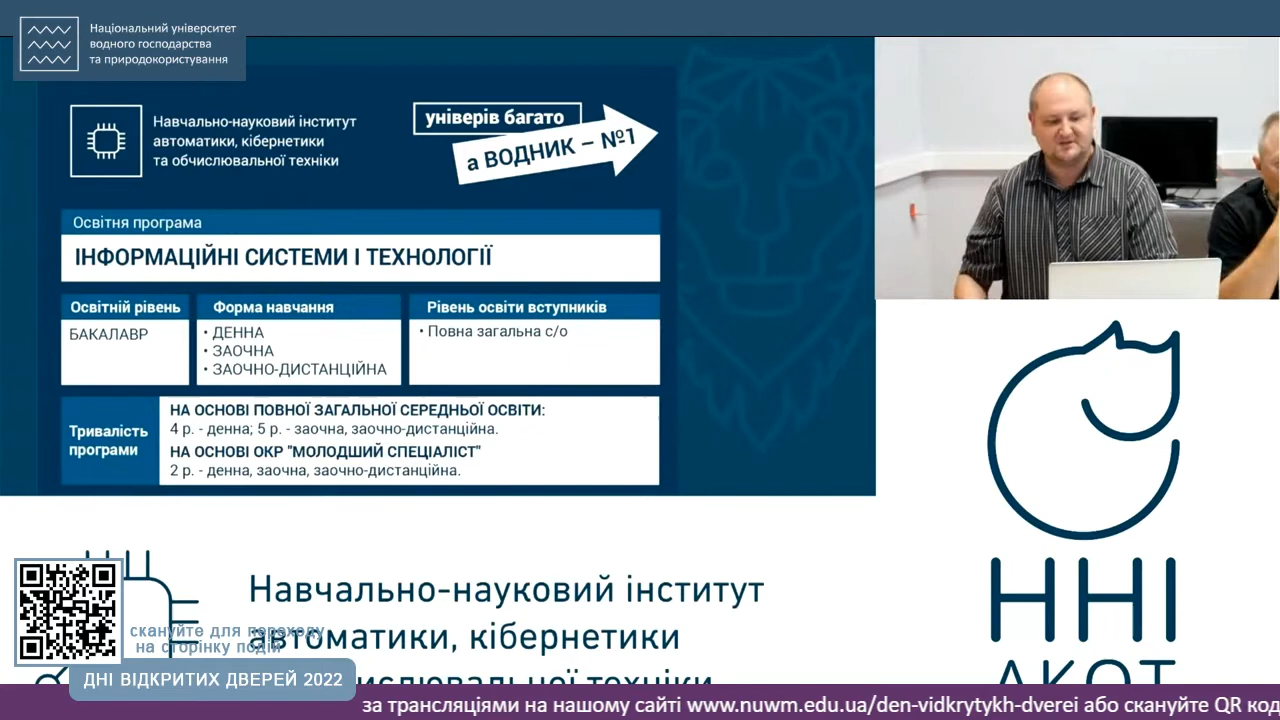 Національний університет
водного господарства
та природокористування
Навчально-науковий інститут
автоматики, кібернетики
та обчислювальної техніки
універів багато
а ВОДНИК – №1
Освітня програма
ІНФОРМАЦІЙНІ СИСТЕМИ І ТЕХНОЛОГІЇ
Освітній рівень
БАКАЛАВР
Форма навчання
• ДЕННА
• ЗАОЧНА
• ЗАОЧНО-ДИСТАНЦІЙНА
Рівень освіти вступників
• Повна загальна с/о
Тривалість
програми
НА ОСНОВІ ПОВНОЇ ЗАГАЛЬНОЇ СЕРЕДНЬОЇ ОСВІТИ:
4 р. - денна; 5 р. - заочна, заочно-дистанційна.
НА ОСНОВІ ОКР "МОЛОДШИЙ СПЕЦІАЛІСТ"
2 р. - денна, заочна, заочно-дистанційна.
Навчально-науковий інститут
автоматики, кібернетики
ННІ
АКОТ
скануйте для переходу
на сторінку подій
ДНІ ВІДКРИТИХ ДВЕРЕЙ 2022
за трансляціями на нашому сайті www.nuwm.edu.ua/den-vidkrytykh-dverei або скануйте QR код